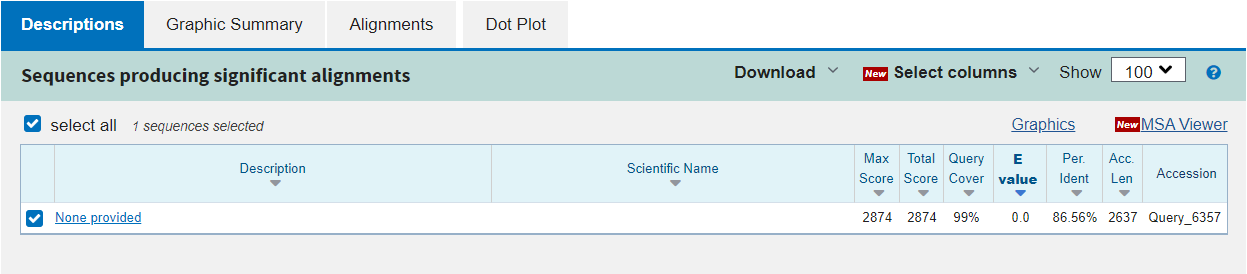 Descriptions Graphic Summary Alignments Dot Plot
Sequences producing significant alignments Download New Select columns Show 100 ?
select all 1 sequences selected Graphics New MSA Viewer
Description Scientific Name Max Score Total Score Query Cover E value Per. Ident Acc. Len Accession
None provided 2874 2874 99% 0.0 86.56% 2637 Query_6357